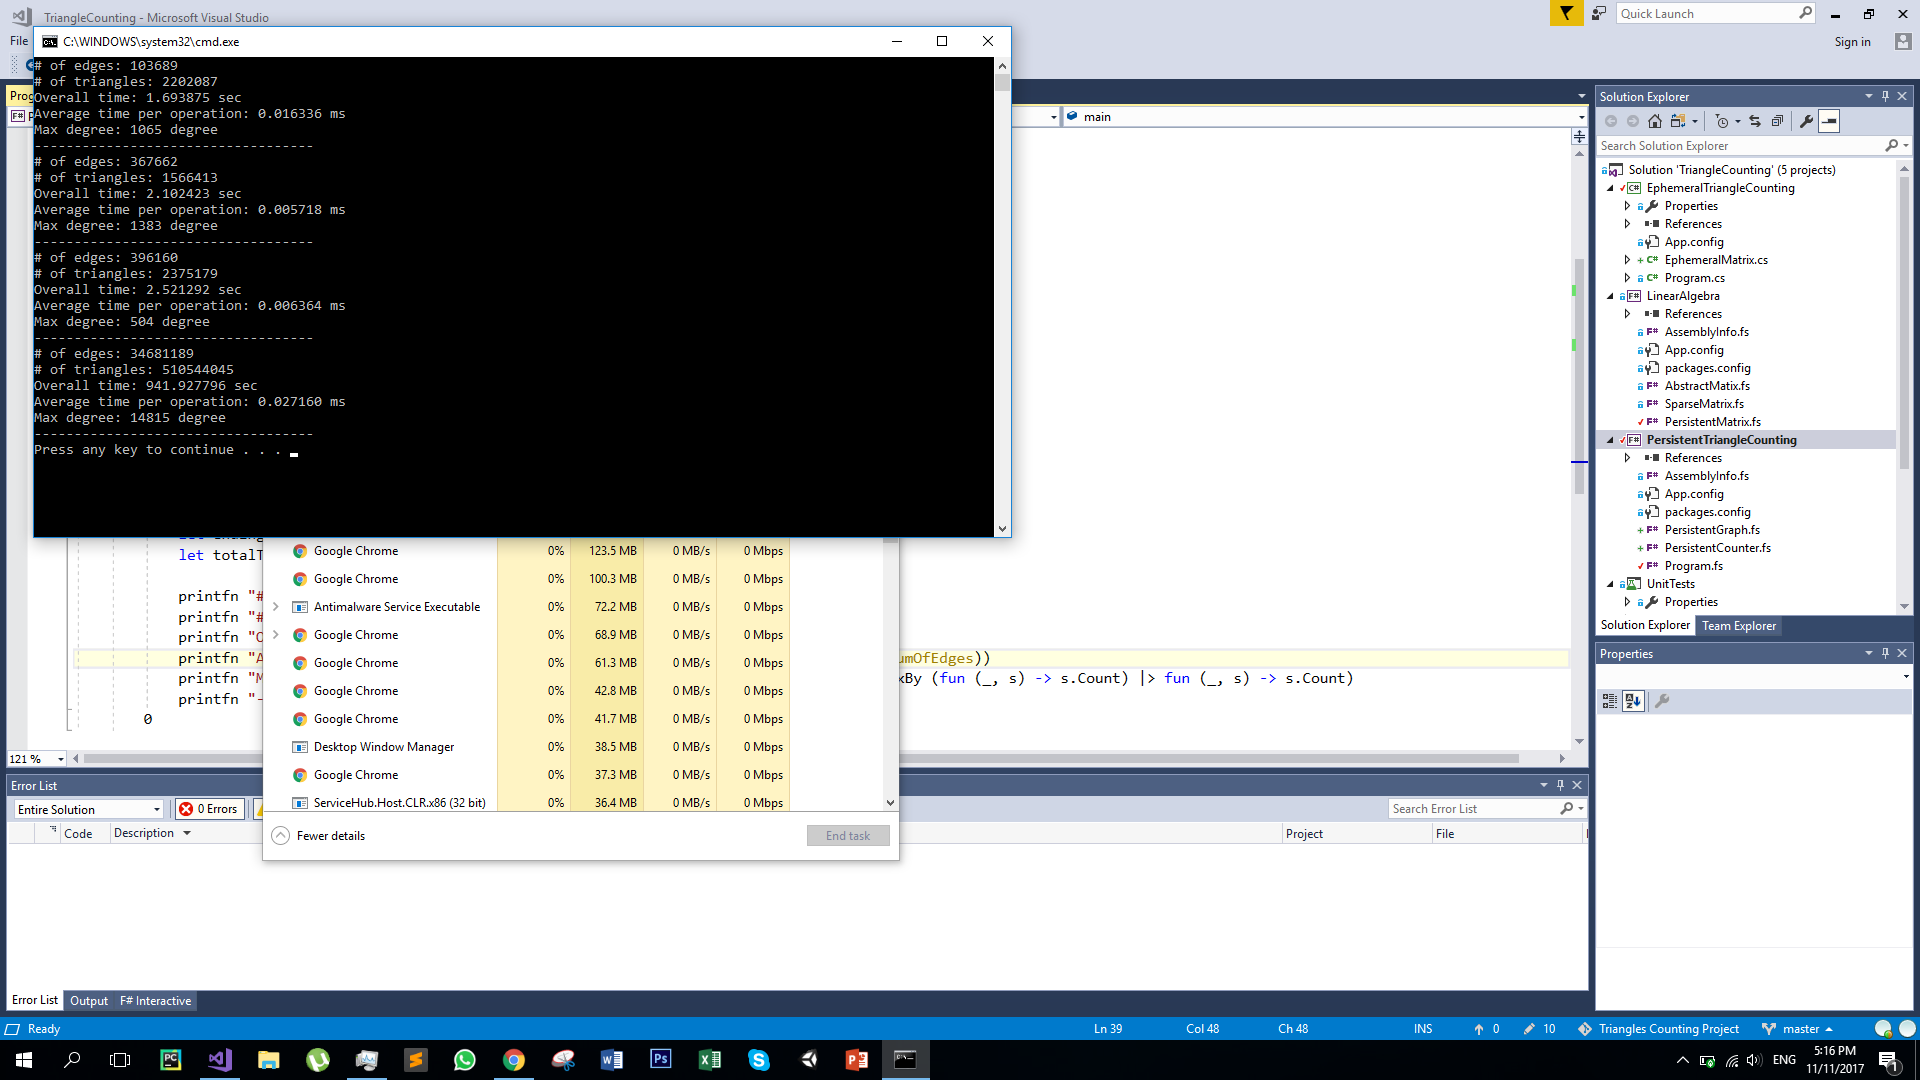 TriangleCounting - Microsoft Visual Studio
Quick Launch
File
Sign in
C:\WINDOWS\system32\cmd.exe
# of edges: 103689
# of triangles: 2202087
Overall time: 1.693875 sec
Average time per operation: 0.016336 ms
Max degree: 1065 degree
-----------------------------------
# of edges: 367662
# of triangles: 1566413
Overall time: 2.102423 sec
Average time per operation: 0.005718 ms
Max degree: 1383 degree
-----------------------------------
# of edges: 396160
# of triangles: 2375179
Overall time: 2.521292 sec
Average time per operation: 0.006364 ms
Max degree: 504 degree
-----------------------------------
# of edges: 34681189
# of triangles: 510544045
Overall time: 941.927796 sec
Average time per operation: 0.027160 ms
Max degree: 14815 degree
-----------------------------------
Press any key to continue . . .
Prog
main
let totalT
printfn "#
printfn "#
printfn "O
printfn "A
umOfEdges))
printfn "M
xBy (fun (_, s) -> s.Count) |> fun (_, s) -> s.Count)
printfn "-
0
121 %
Google Chrome 0% 123.5 MB 0 MB/s 0 Mbps
Google Chrome 0% 100.3 MB 0 MB/s 0 Mbps
Antimalware Service Executable 0% 72.2 MB 0 MB/s 0 Mbps
Google Chrome 0% 68.9 MB 0 MB/s 0 Mbps
Google Chrome 0% 61.3 MB 0 MB/s 0 Mbps
Google Chrome 0% 42.8 MB 0 MB/s 0 Mbps
Google Chrome 0% 41.7 MB 0 MB/s 0 Mbps
Desktop Window Manager 0% 38.5 MB 0 MB/s 0 Mbps
Google Chrome 0% 37.3 MB 0 MB/s 0 Mbps
ServiceHub.Host.CLR.x86 (32 bit) 0% 36.4 MB 0 MB/s 0 Mbps
Fewer details
End task
Solution Explorer
Search Solution Explorer
Solution 'TriangleCounting' (5 projects)
C# EphemeralTriangleCounting
Properties
References
App.config
C# EphemeralMatrix.cs
C# Program.cs
F# LinearAlgebra
References
F# AssemblyInfo.fs
App.config
packages.config
F# AbstractMatix.fs
F# SparseMatrix.fs
F# PersistentMatrix.fs
F# PersistentTriangleCounting
References
F# AssemblyInfo.fs
App.config
packages.config
F# PersistentGraph.fs
F# PersistentCounter.fs
F# Program.fs
UnitTests
Properties
Solution Explorer Team Explorer
Properties
Error List
Entire Solution
0 Errors
Search Error List
Code Description Project File
Error List Output F# Interactive
Ready Ln 39 Col 48 Ch 48 INS 0 10 Triangles Counting Project master
ENG
5:16 PM
11/11/2017
1